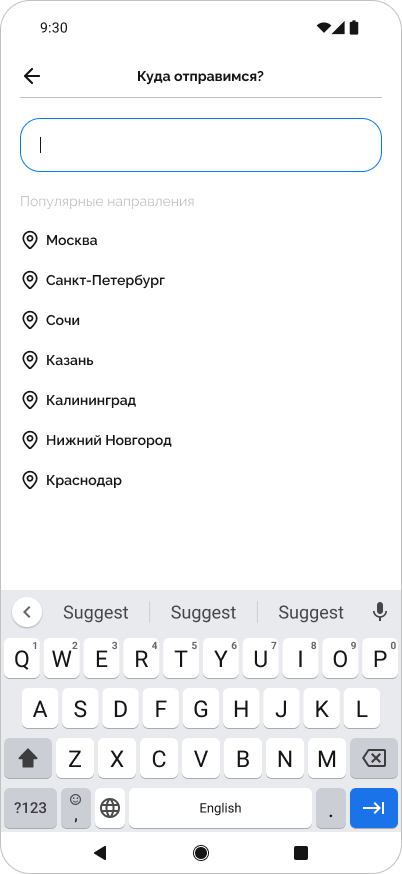 9:30
Куда отправимся?
Популярные направления
Москва
Санкт-Петербург
Сочи
Казань
Калининград
Нижний Новгород
Краснодар
Suggest Suggest Suggest
Q1 W2 E3 R4 T5 Y6 U7 I8 O9 P0
A S D F G H J K L
Z X C V B N M
?123 , English .